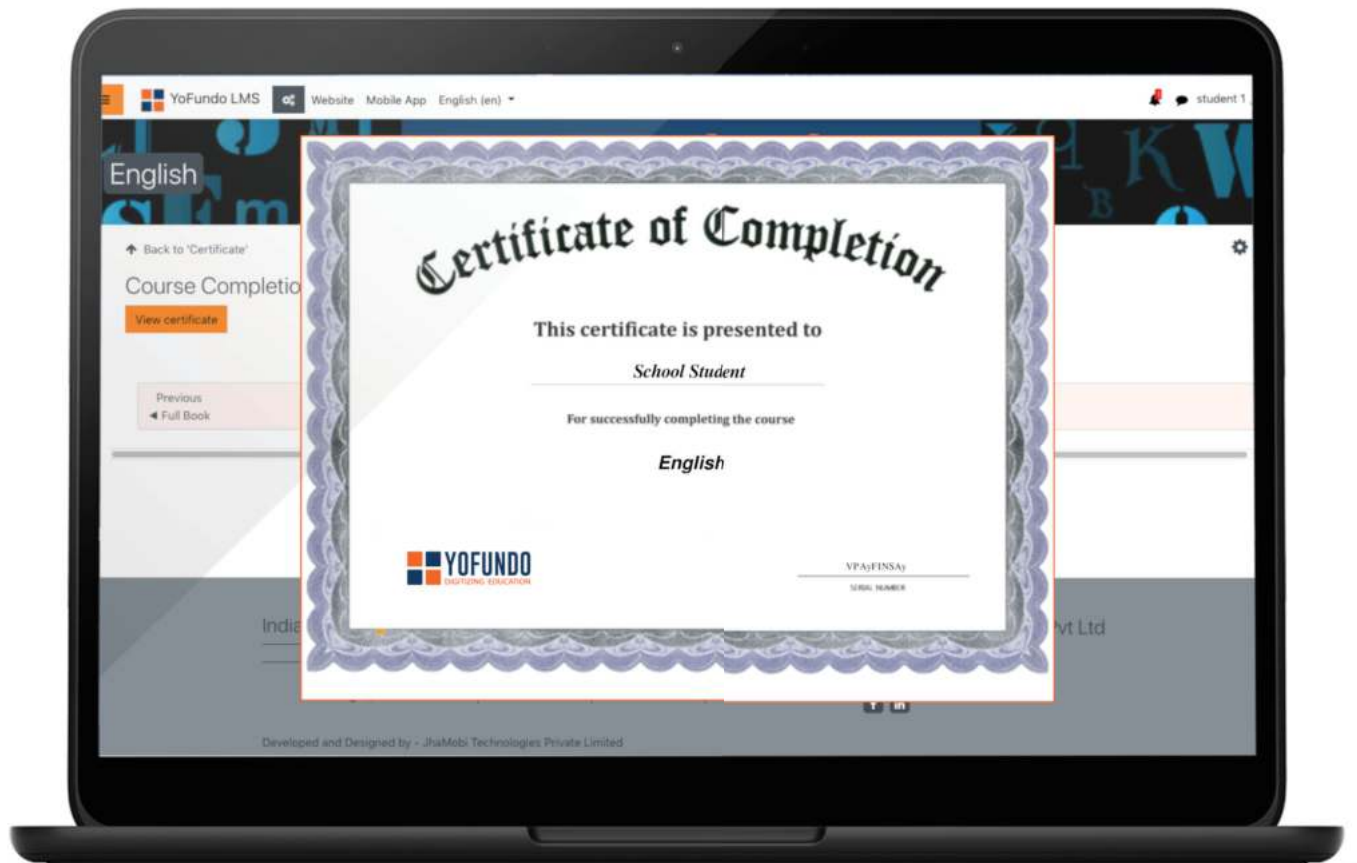 YoFundo LMS Website Mobile App English (en) student 1
English
Back to 'Certificate'
Course Completio
View certificate
Previous
◄ Full Book
Certificate of Completion
This certificate is presented to
School Student
For successfully completing the course
English
YOFUNDO
DIGITIZING EDUCATION
VPAyFINSAy
SERIAL NUMBER
India
Pvt Ltd
Developed and Designed by - JhaMobi Technologies Private Limited